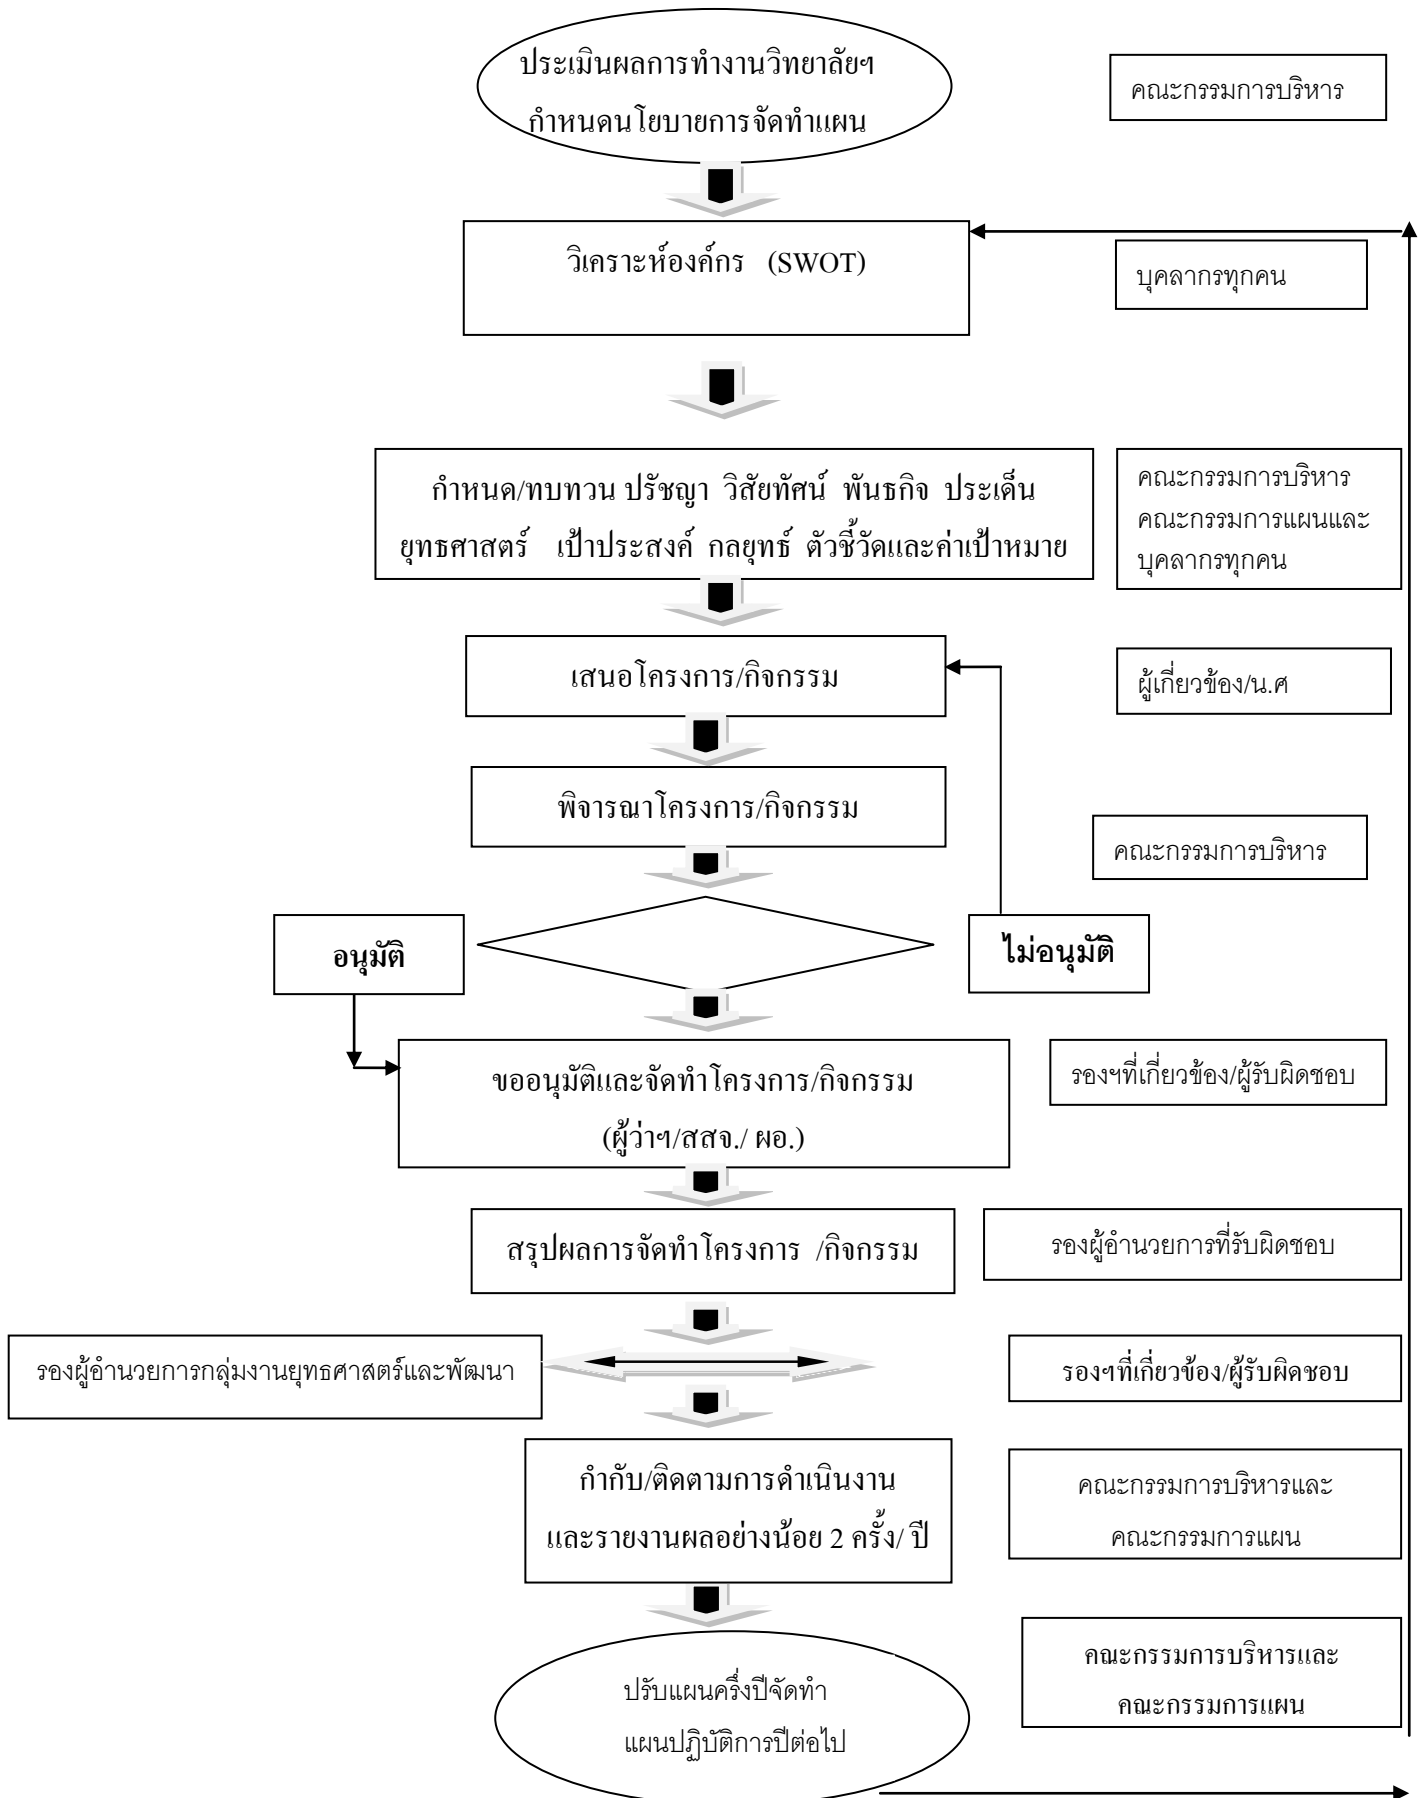 ประเมินผลการทำงานวิทยาลัยฯ
กำหนดนโยบายการจัดทำแผน
คณะกรรมการบริหาร
วิเคราะห์องค์กร (SWOT)
บุคลากรทุกคน
กำหนด/ทบทวน ปรัชญา วิสัยทัศน์ พันธกิจ ประเด็น
ยุทธศาสตร์ เป้าประสงค์ กลยุทธ์ ตัวชี้วัดและค่าเป้าหมาย
คณะกรรมการบริหาร
คณะกรรมการแผนและ
บุคลากรทุกคน
เสนอโครงการ/กิจกรรม
ผู้เกี่ยวข้อง/น.ศ
พิจารณาโครงการ/กิจกรรม
คณะกรรมการบริหาร
อนุมัติ
ไม่อนุมัติ
ขออนุมัติและจัดทำโครงการ/กิจกรรม
(ผู้ว่าฯ/สสจ./ ผอ.)
รองฯที่เกี่ยวข้อง/ผู้รับผิดชอบ
สรุปผลการจัดทำโครงการ /กิจกรรม
รองผู้อำนวยการที่รับผิดชอบ
รองผู้อำนวยการกลุ่มงานยุทธศาสตร์และพัฒนา
รองฯที่เกี่ยวข้อง/ผู้รับผิดชอบ
กำกับ/ติดตามการดำเนินงาน
และรายงานผลอย่างน้อย 2 ครั้ง/ ปี
คณะกรรมการบริหารและ
คณะกรรมการแผน
ปรับแผนครึ่งปีจัดทำ
แผนปฏิบัติการปีต่อไป
คณะกรรมการบริหารและ
คณะกรรมการแผน